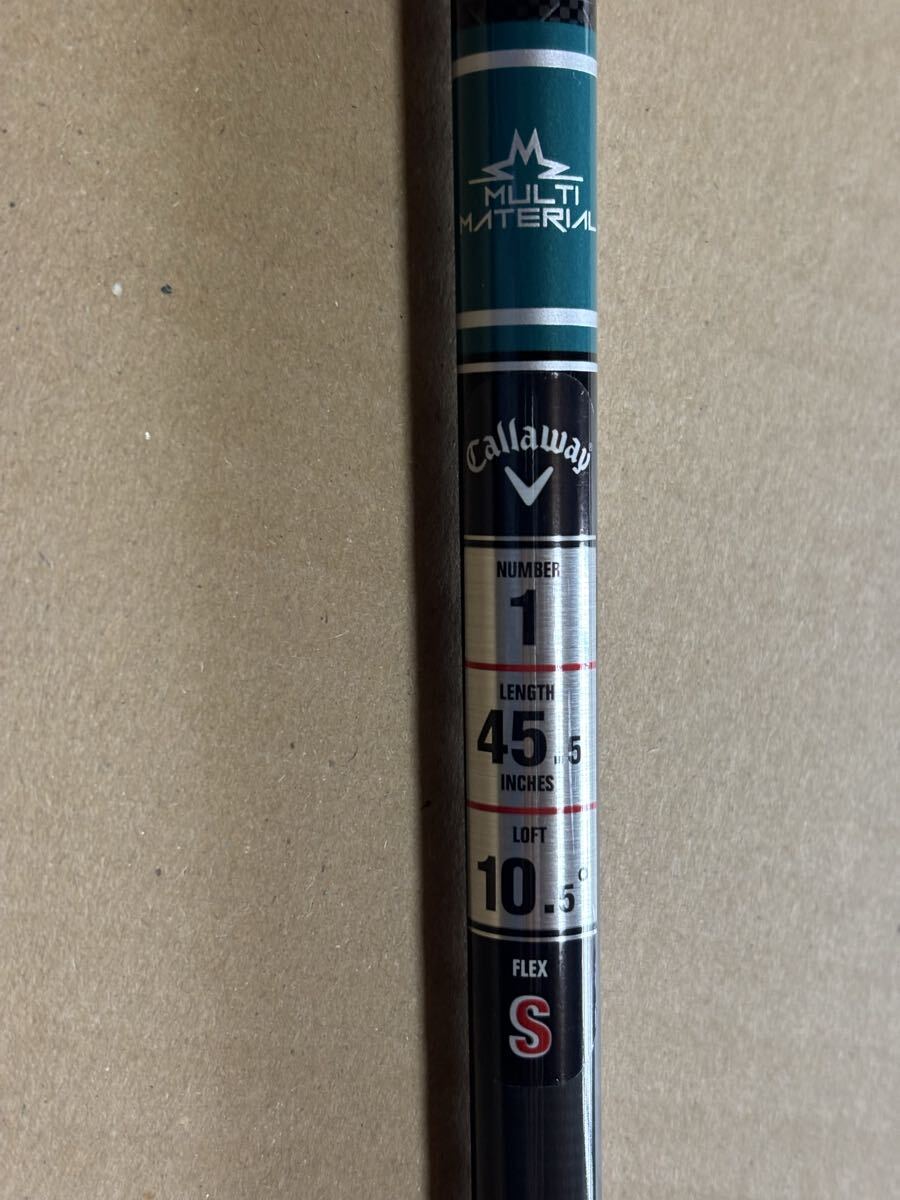 M
MULTI
MATERIAL
Callaway®
NUMBER
1
LENGTH
45.5
INCHES
LOFT
10.5°
FLEX
S